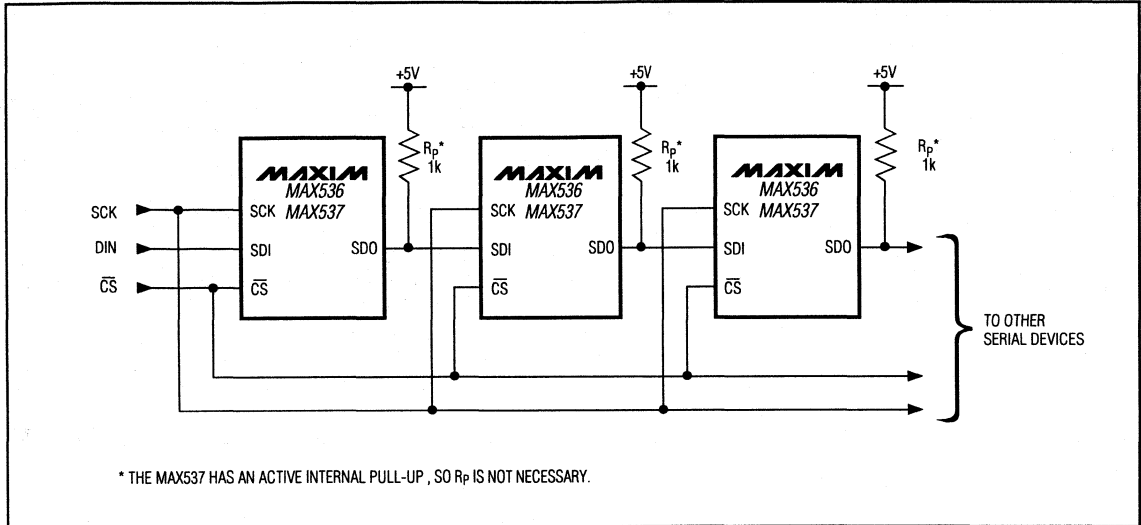 +5V
+5V
+5V
RP*
1k
RP*
1k
RP*
1k
MAXIM
MAX536
MAX537
MAXIM
MAX536
MAX537
MAXIM
MAX536
MAX537
SCK
SCK
SCK
SCK
DIN
SDI
SDO
SDI
SDO
SDI
SDO
CS
CS
CS
CS
TO OTHER
SERIAL DEVICES
* THE MAX537 HAS AN ACTIVE INTERNAL PULL-UP , SO RP IS NOT NECESSARY.